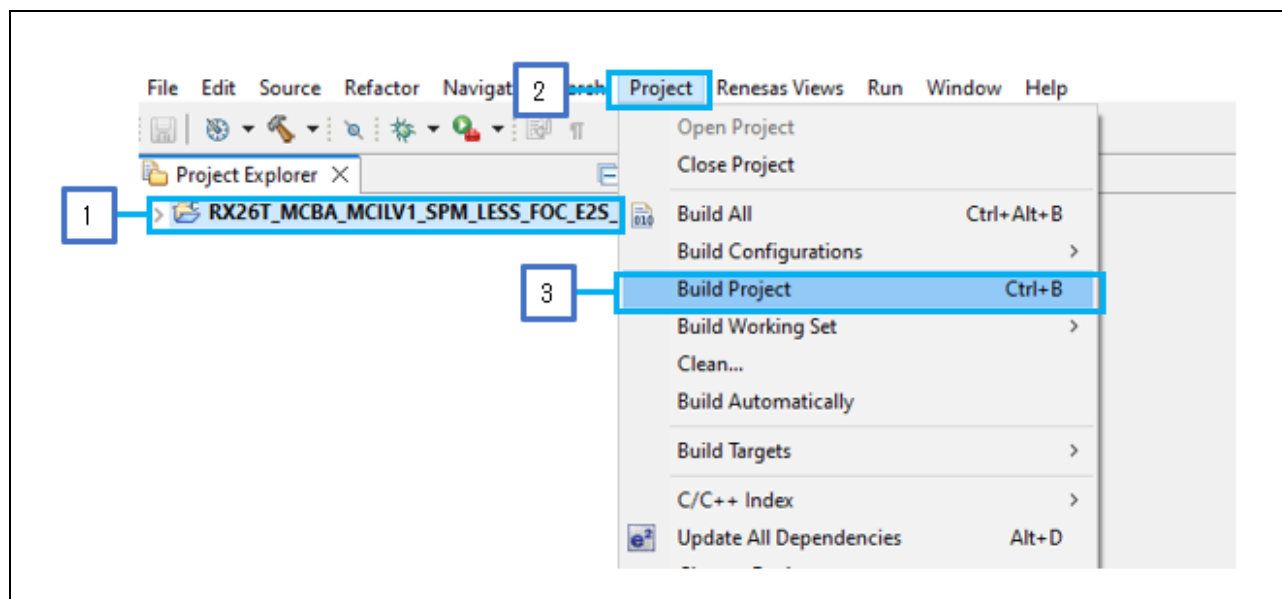 File Edit Source Refactor Navigat 2 Project Renesas Views Run Window Help
Open Project
Close Project
Project Explorer
1 RX26T_MCBA_MCILV1_SPM_LESS_FOC_E2S_
010 Build All Ctrl+Alt+B
Build Configurations >
3 Build Project Ctrl+B
Build Working Set >
Clean...
Build Automatically
Build Targets >
C/C++ Index >
e² Update All Dependencies Alt+D